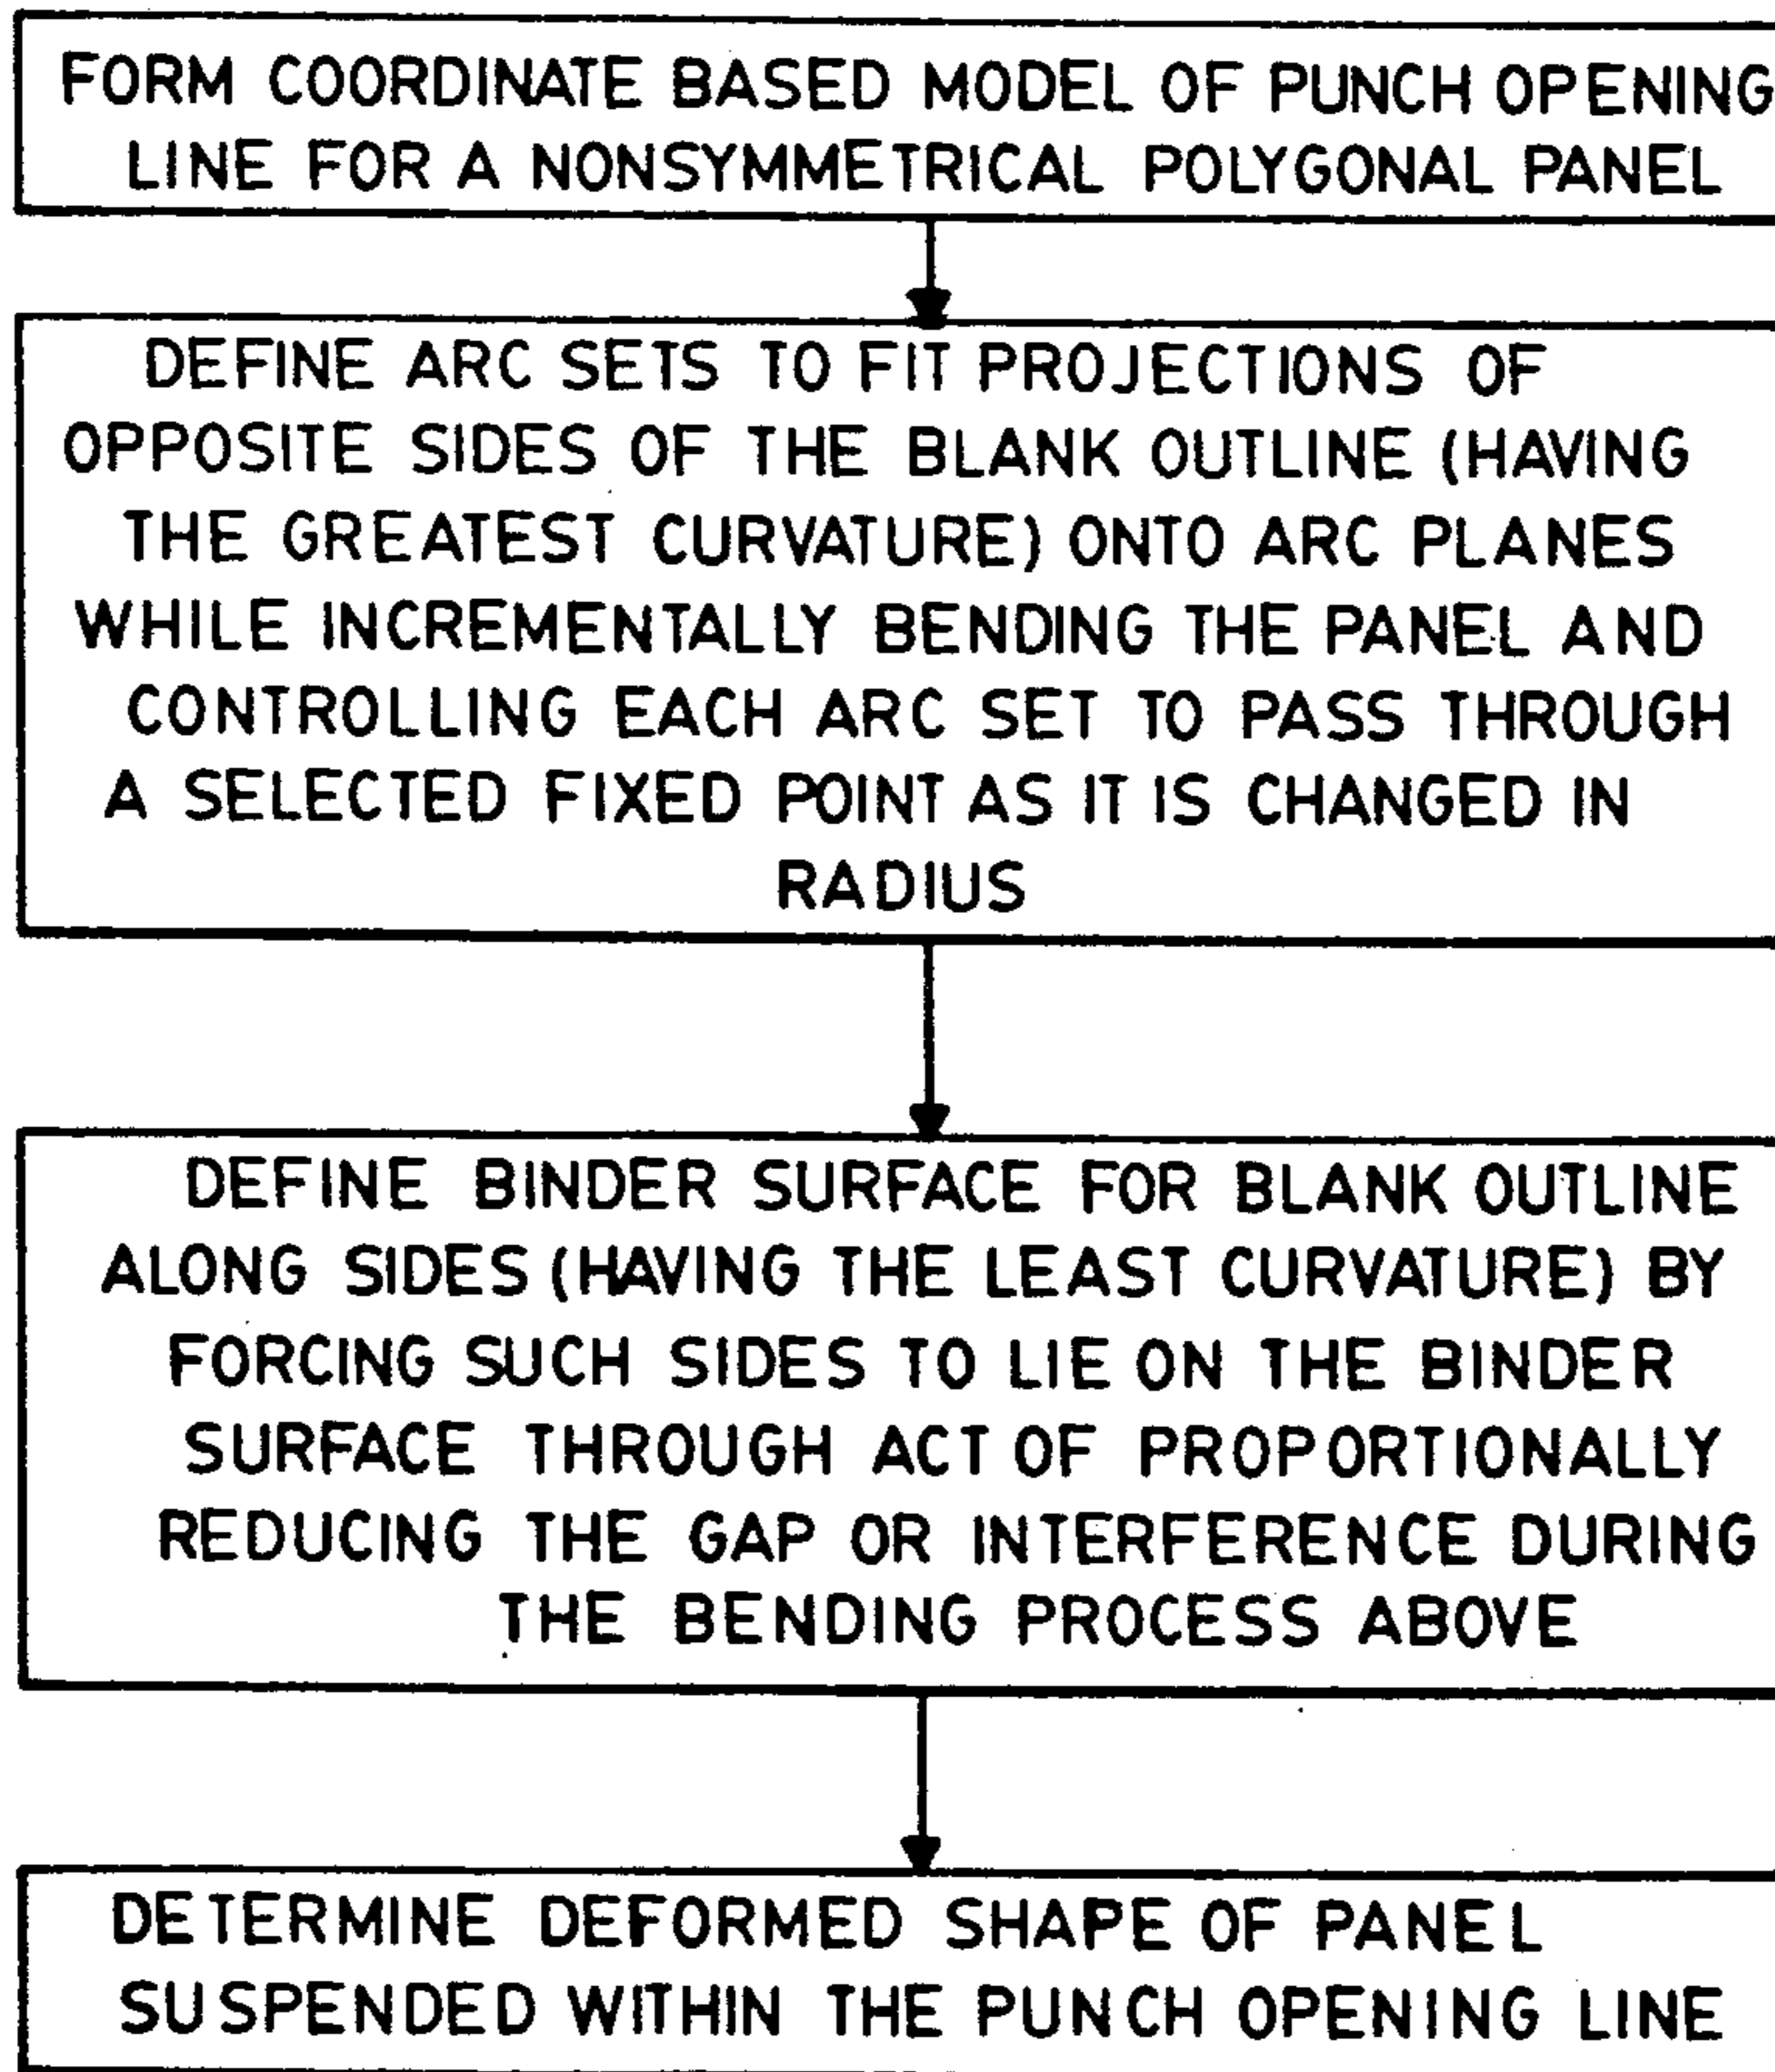 FORM COORDINATE BASED MODEL OF PUNCH OPENING
LINE FOR A NONSYMMETRICAL POLYGONAL PANEL
DEFINE ARC SETS TO FIT PROJECTIONS OF
OPPOSITE SIDES OF THE BLANK OUTLINE (HAVING
THE GREATEST CURVATURE) ONTO ARC PLANES
WHILE INCREMENTALLY BENDING THE PANEL AND
CONTROLLING EACH ARC SET TO PASS THROUGH
A SELECTED FIXED POINT AS IT IS CHANGED IN
RADIUS
DEFINE BINDER SURFACE FOR BLANK OUTLINE
ALONG SIDES (HAVING THE LEAST CURVATURE) BY
FORCING SUCH SIDES TO LIE ON THE BINDER
SURFACE THROUGH ACT OF PROPORTIONALLY
REDUCING THE GAP OR INTERFERENCE DURING
THE BENDING PROCESS ABOVE
DETERMINE DEFORMED SHAPE OF PANEL
SUSPENDED WITHIN THE PUNCH OPENING LINE